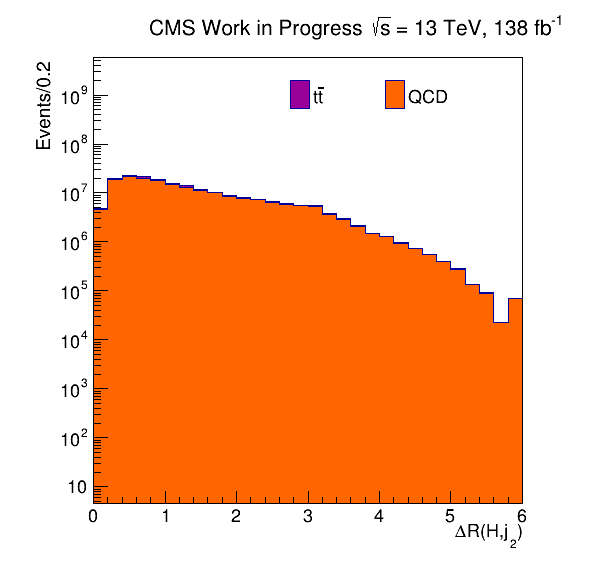 CMS Work in Progress √s = 13 TeV, 138 fb⁻¹
Events/0.2
tt̄
QCD
10⁹
10⁸
10⁷
10⁶
10⁵
10⁴
10³
10²
10
0 1 2 3 4 5 6
ΔR(H,j₂)